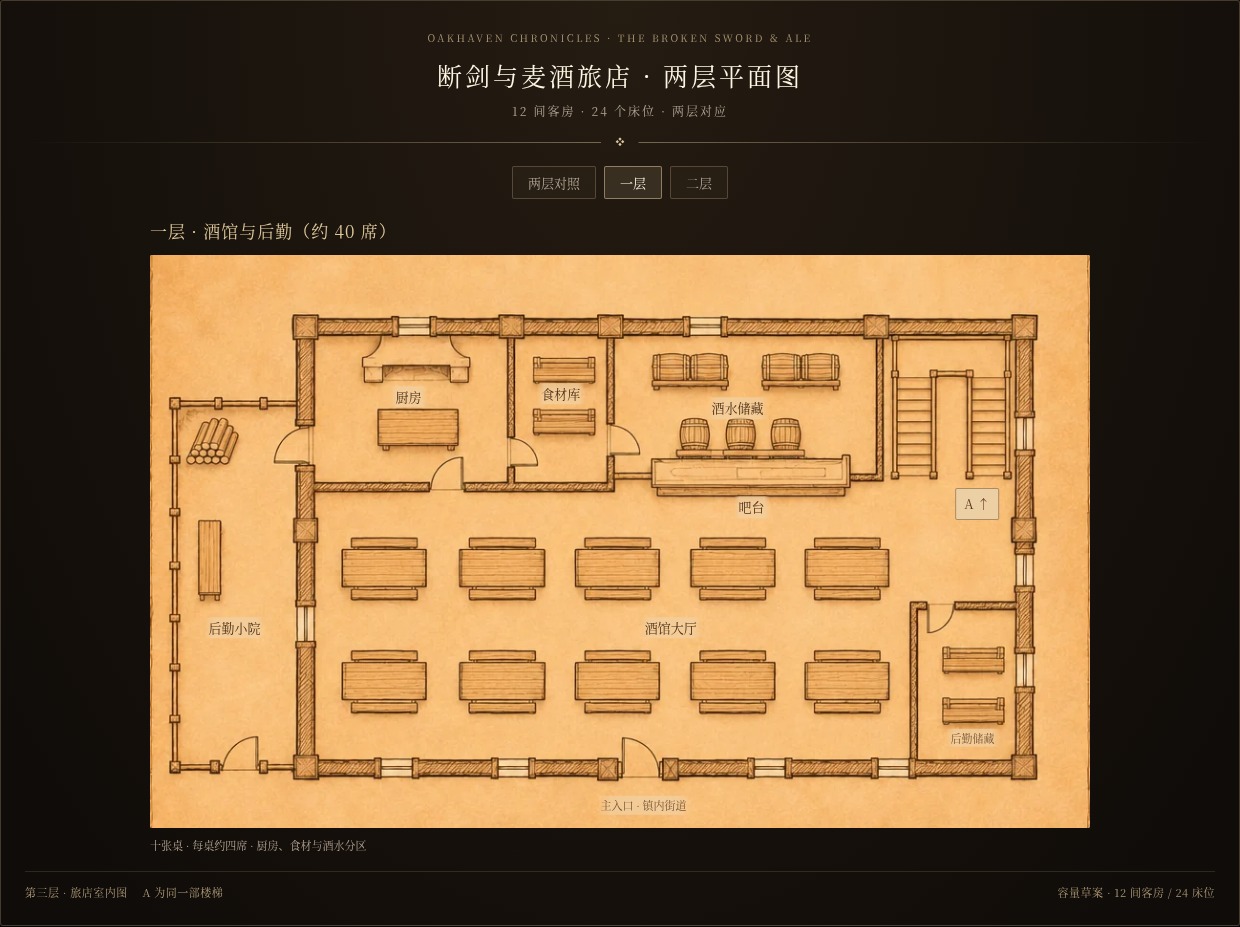 OAKHAVEN CHRONICLES · THE BROKEN SWORD & ALE
断剑与麦酒旅店 · 两层平面图
12 间客房 · 24 个床位 · 两层对应
两层对照 一层 二层
一层 · 酒馆与后勤（约 40 席）
厨房
食材库
酒水储藏
吧台
A ↑
后勤小院
酒馆大厅
后勤储藏
主入口 · 镇内街道
十张桌 · 每桌约四席 · 厨房、食材与酒水分区
第三层 · 旅店室内图 A 为同一部楼梯
容量草案 · 12 间客房 / 24 床位